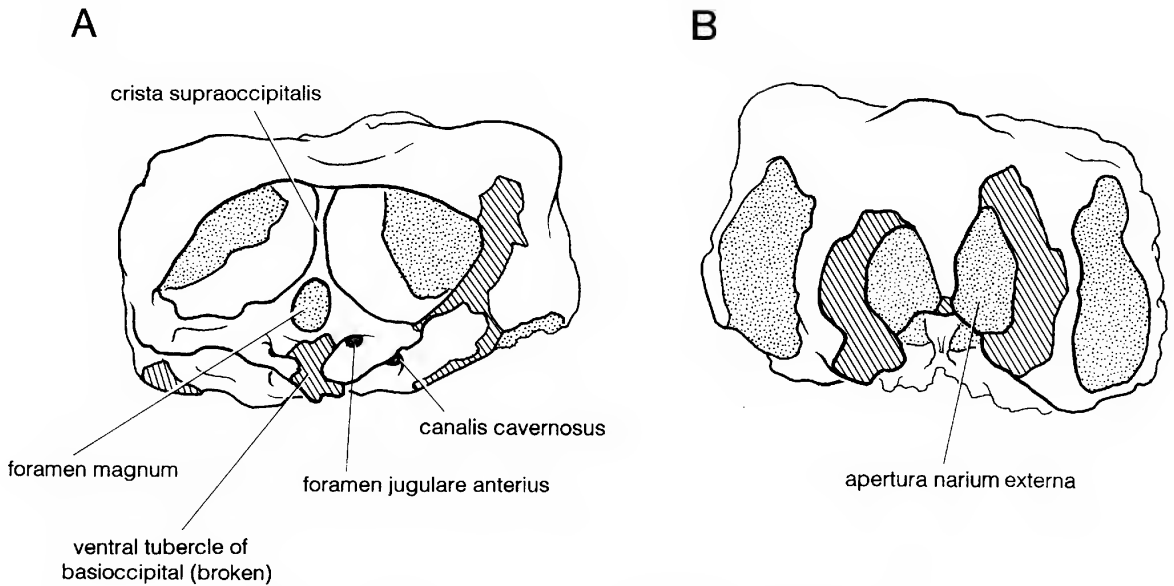 A
B
crista supraoccipitalis
canalis cavernosus
foramen magnum
foramen jugulare anterius
apertura narium externa
ventral tubercle of
basioccipital (broken)